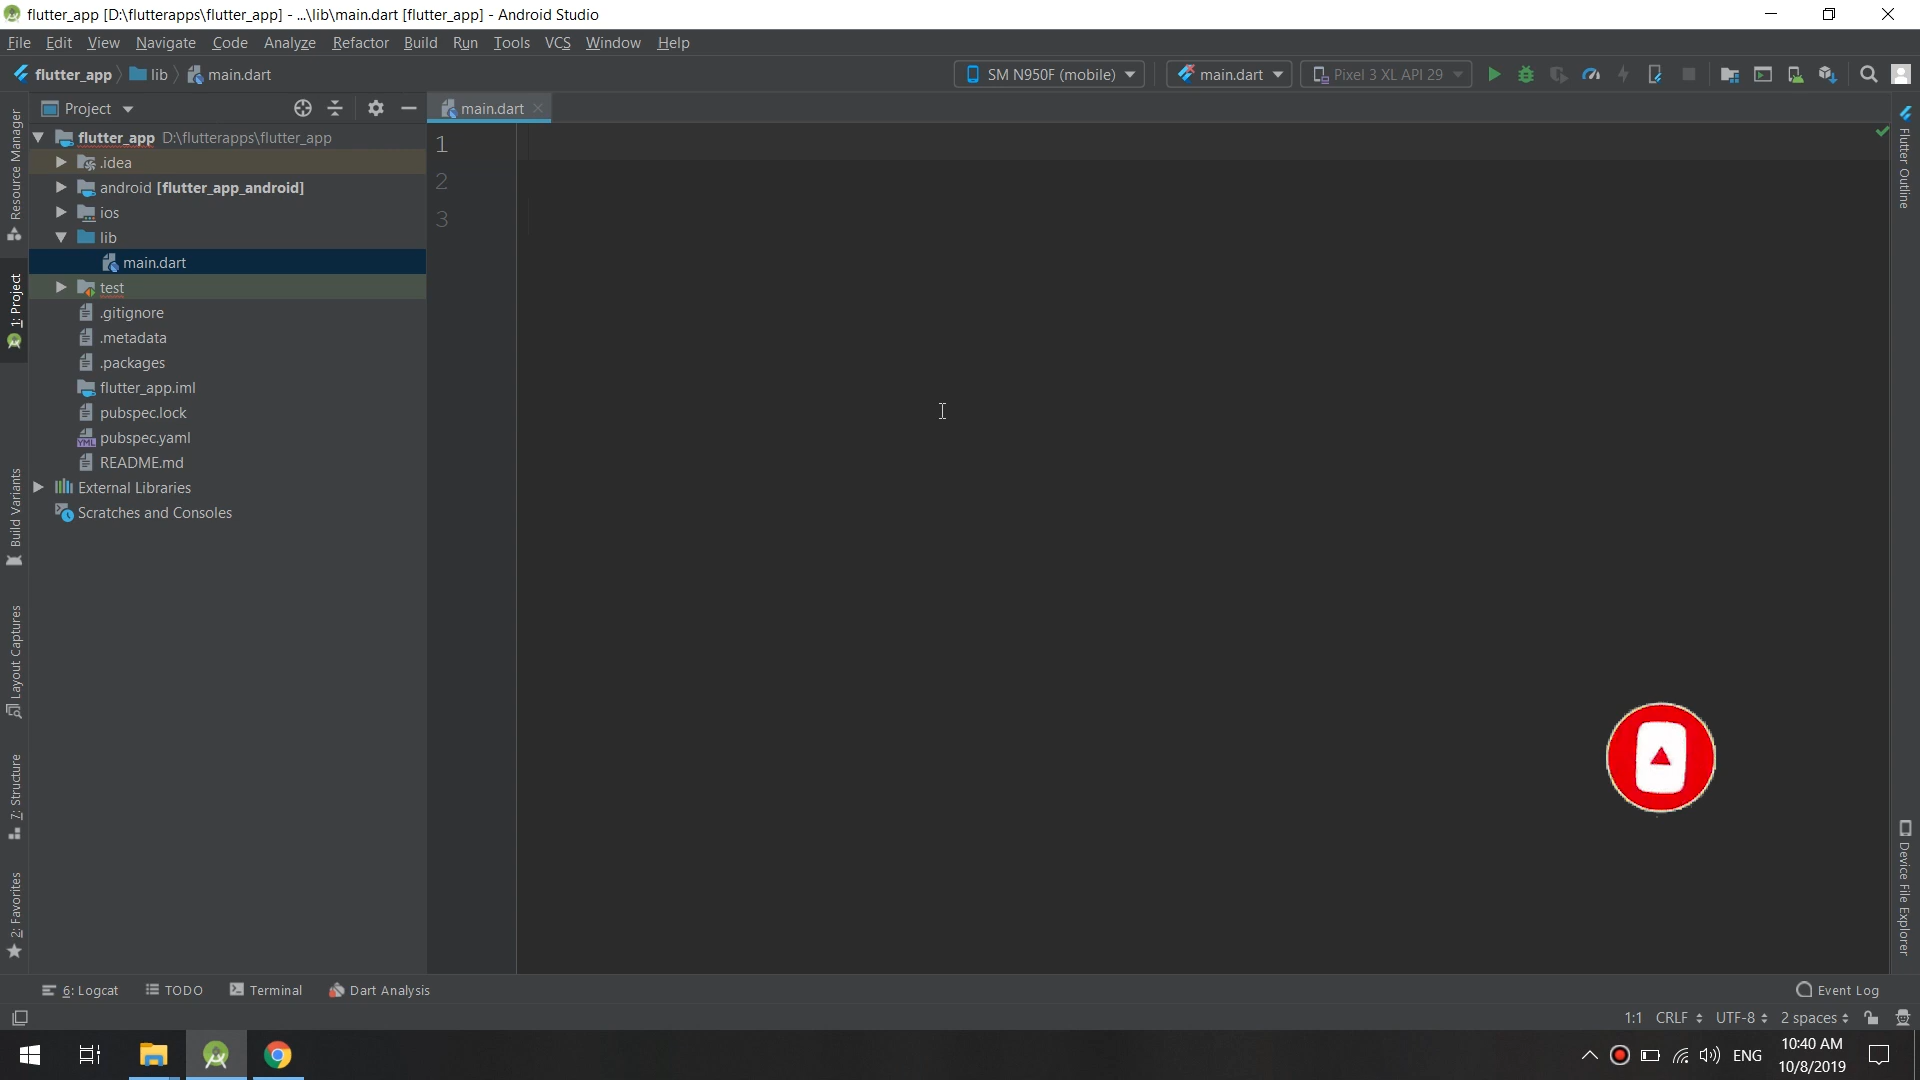 flutter_app [D:\flutterapps\flutter_app] - ...\lib\main.dart [flutter_app] - Android Studio
File Edit View Navigate Code Analyze Refactor Build Run Tools VCS Window Help
flutter_app lib main.dart SM N950F (mobile) main.dart Pixel 3 XL API 29
Project main.dart
flutter_app D:\flutterapps\flutter_app
.idea
android [flutter_app_android]
ios
lib
main.dart
test
.gitignore
.metadata
.packages
flutter_app.iml
pubspec.lock
YML pubspec.yaml
README.md
External Libraries
Scratches and Consoles
1
2
3
Resource Manager
1: Project
Build Variants
Layout Captures
7: Structure
2: Favorites
Flutter Outline
Device File Explorer
6: Logcat TODO Terminal Dart Analysis Event Log
1:1 CRLF UTF-8 2 spaces
ENG
10:40 AM
10/8/2019